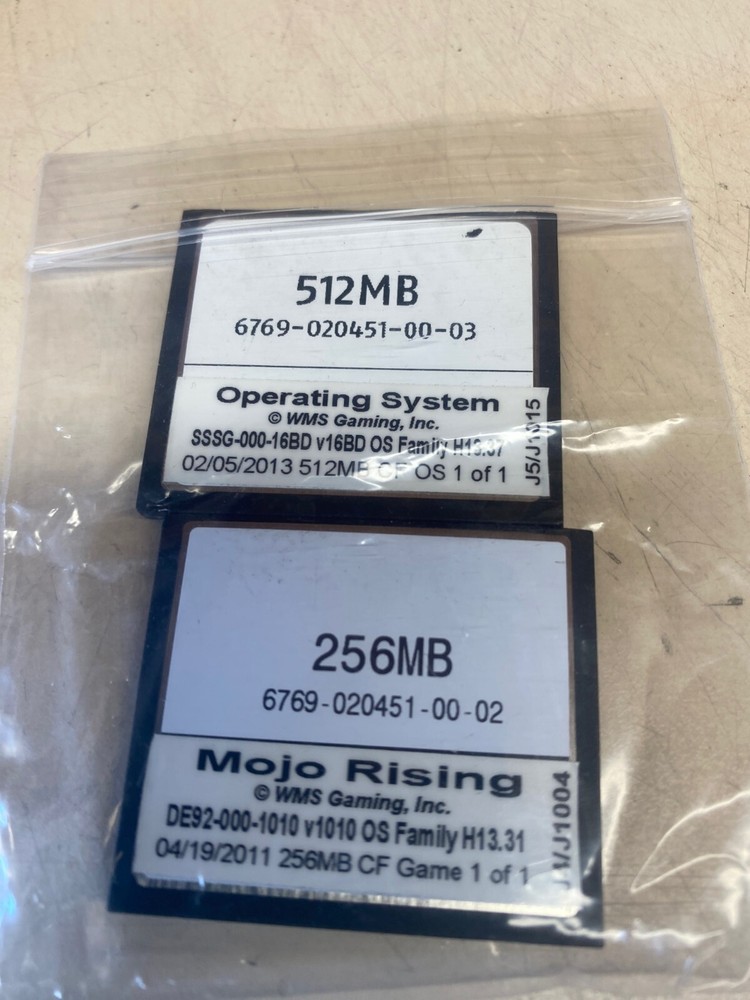 512MB
6769-020451-00-03
Operating System
© WMS Gaming, Inc.
SSSG-000-16BD v16BD OS Family H13.37
02/05/2013 512MB CF OS 1 of 1
J5/J1015
256MB
6769-020451-00-02
Mojo Rising
© WMS Gaming, Inc.
DE92-000-1010 v1010 OS Family H13.31
04/19/2011 256MB CF Game 1 of 1
J4/J1004